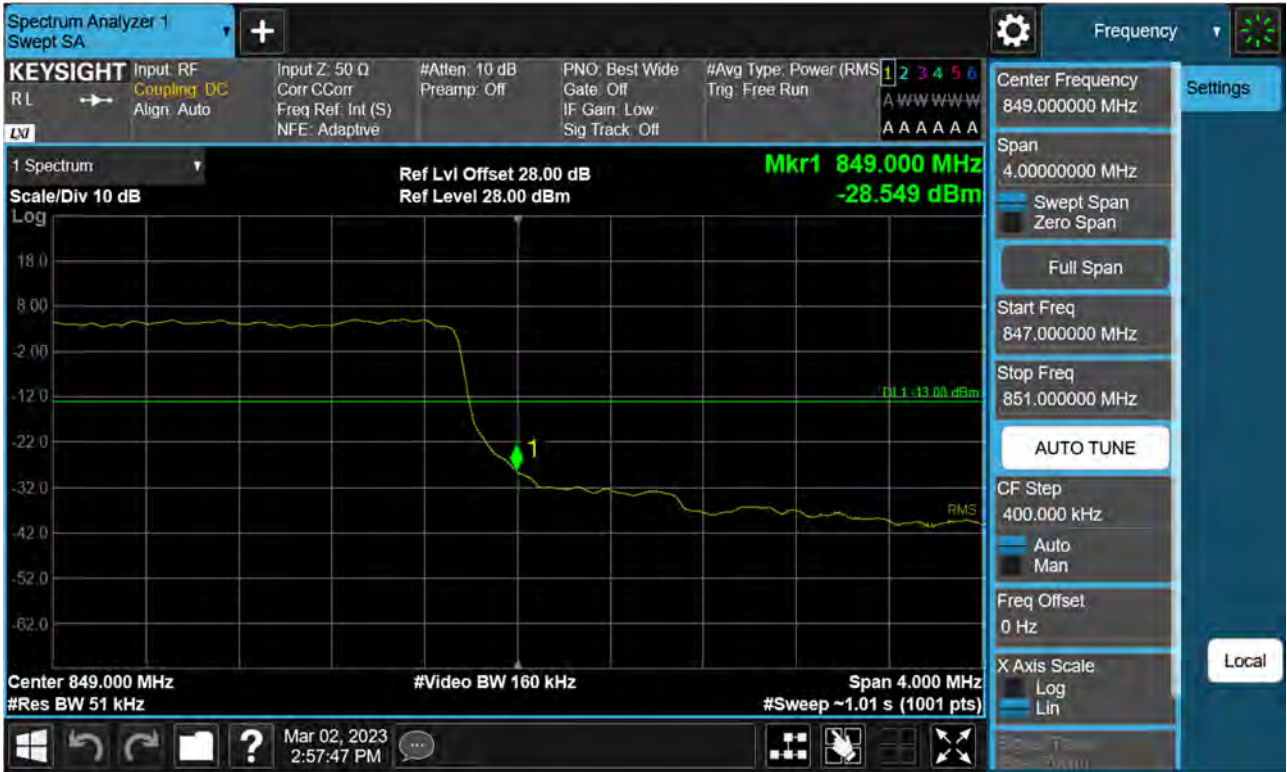 Spectrum Analyzer 1
Swept SA
+
Frequency
KEYSIGHT
R L
LXI
Input: RF
Coupling: DC
Align: Auto
Input Z: 50 Ω
Corr CCorr
Freq Ref: Int (S)
NFE: Adaptive
#Atten: 10 dB
Preamp: Off
PNO: Best Wide
Gate: Off
IF Gain: Low
Sig Track: Off
#Avg Type: Power (RMS
Trig: Free Run
1 2 3 4 5 6
A W W W W W
A A A A A A
1 Spectrum
Scale/Div 10 dB
Log
Ref Lvl Offset 28.00 dB
Ref Level 28.00 dBm
Mkr1 849.000 MHz
-28.549 dBm
18.0
8.00
-2.00
-12.0
-22.0
-32.0
-42.0
-52.0
-62.0
DL1 -13.00 dBm
1
RMS
Center 849.000 MHz
#Res BW 51 kHz
#Video BW 160 kHz
Span 4.000 MHz
#Sweep ~1.01 s (1001 pts)
Center Frequency
849.000000 MHz
Settings
Span
4.00000000 MHz
Swept Span
Zero Span
Full Span
Start Freq
847.000000 MHz
Stop Freq
851.000000 MHz
AUTO TUNE
CF Step
400.000 kHz
Auto
Man
Freq Offset
0 Hz
X Axis Scale
Log
Lin
Local
?
Mar 02, 2023
2:57:47 PM